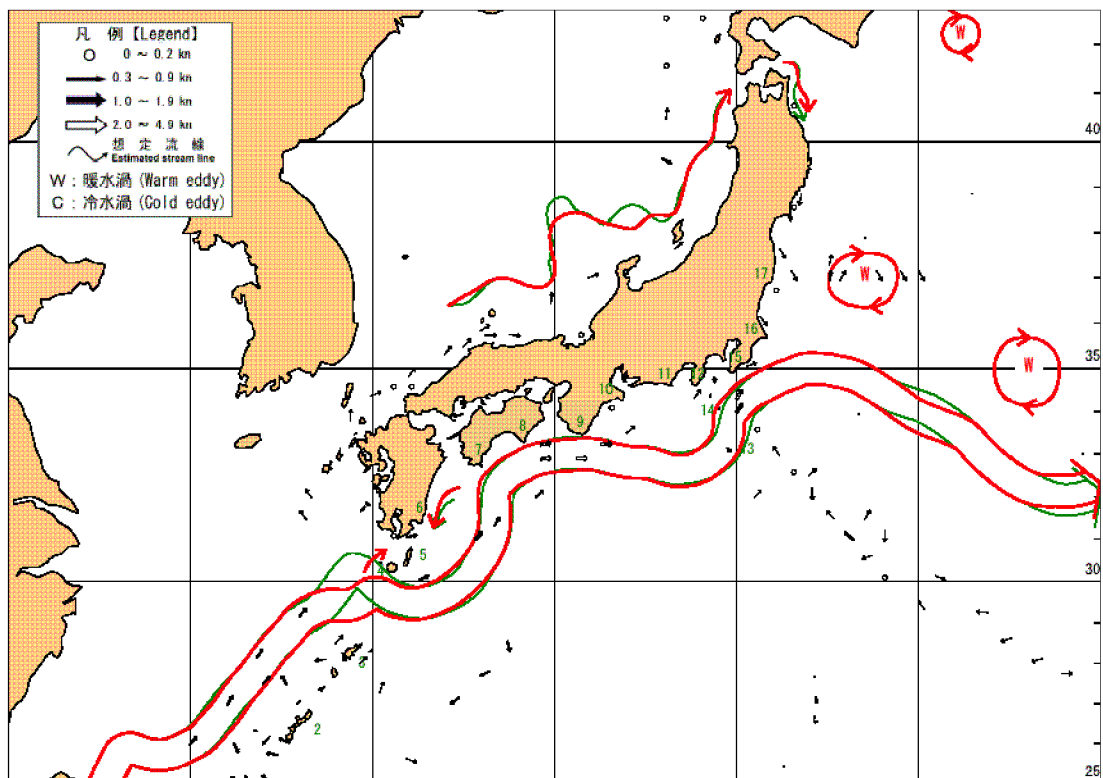 凡 例【Legend】
0 ～ 0.2 kn
0.3 ～ 0.9 kn
1.0 ～ 1.9 kn
2.0 ～ 4.9 kn
想 定 流 線
Estimated stream line
W : 暖水渦 (Warm eddy)
C : 冷水渦 (Cold eddy)
W
40
17
W
16
35
W
5
11
10
14
8
9
7
13
6
5
4
30
3
2
25